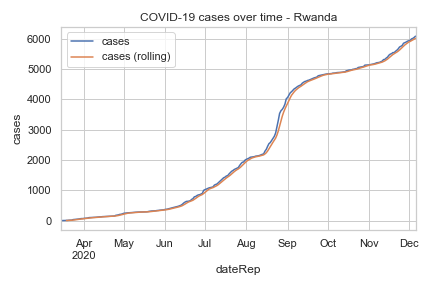 COVID-19 cases over time - Rwanda
cases
cases (rolling)
6000
5000
4000
3000
2000
1000
0
cases
Apr May Jun Jul Aug Sep Oct Nov Dec
2020
dateRep